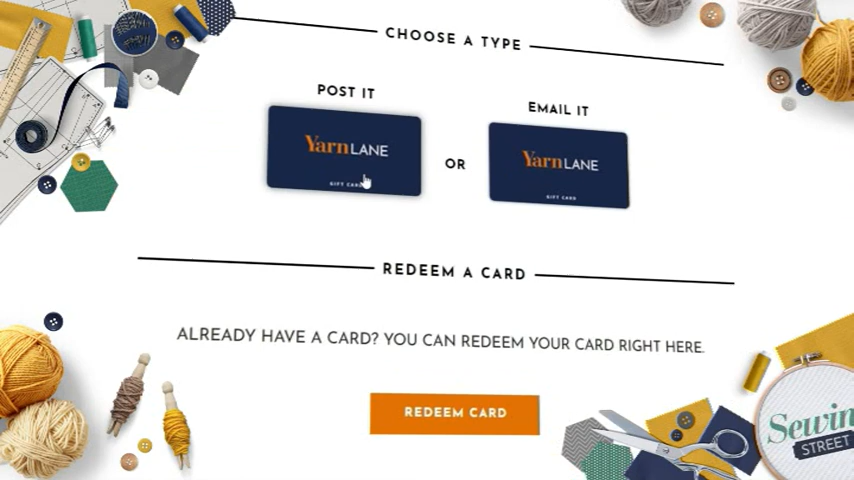 CHOOSE A TYPE
POST IT
EMAIL IT
YarnLANE
GIFT CARD
OR
YarnLANE
GIFT CARD
REDEEM A CARD
ALREADY HAVE A CARD? YOU CAN REDEEM YOUR CARD RIGHT HERE.
REDEEM CARD
Sewin
STREET